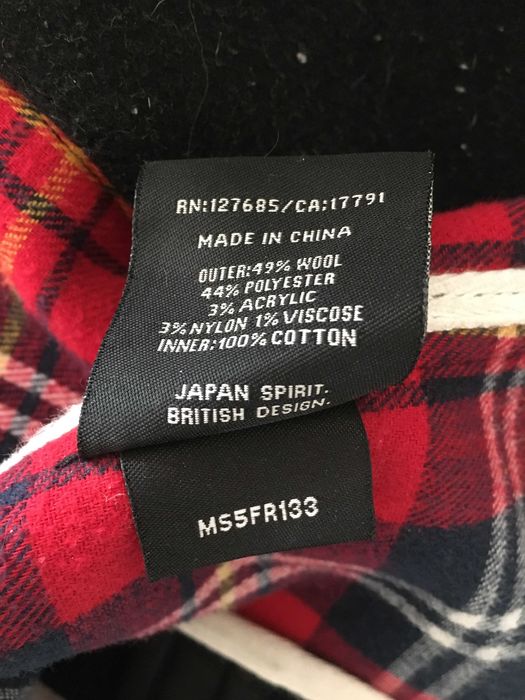 RN:127685/CA:17791
MADE IN CHINA
OUTER:49% WOOL
44% POLYESTER
3% ACRYLIC
3% NYLON 1% VISCOSE
INNER:100% COTTON
JAPAN SPIRIT.
BRITISH DESIGN.
MS5FR133